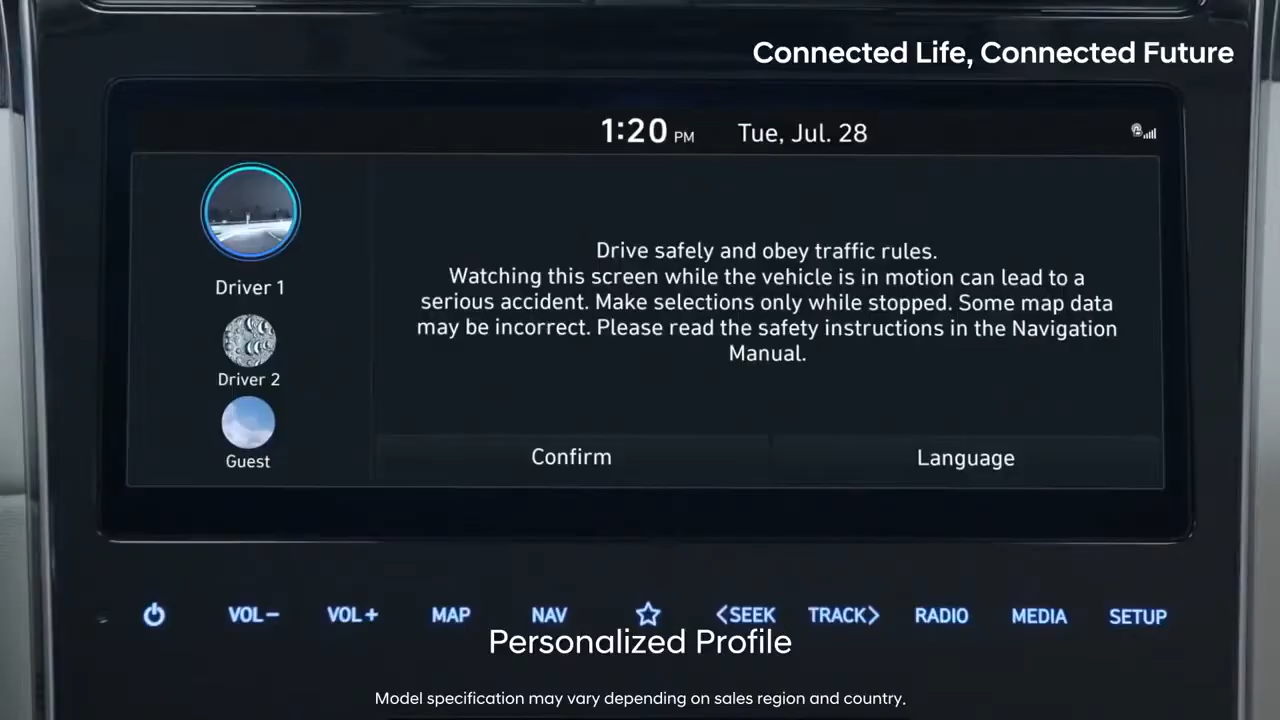 Connected Life, Connected Future
1:20 PM Tue, Jul. 28
Driver 1
Driver 2
Guest
Drive safely and obey traffic rules.
Watching this screen while the vehicle is in motion can lead to a
serious accident. Make selections only while stopped. Some map data
may be incorrect. Please read the safety instructions in the Navigation
Manual.
Confirm
Language
VOL− VOL+ MAP NAV <SEEK TRACK> RADIO MEDIA SETUP
Personalized Profile
Model specification may vary depending on sales region and country.